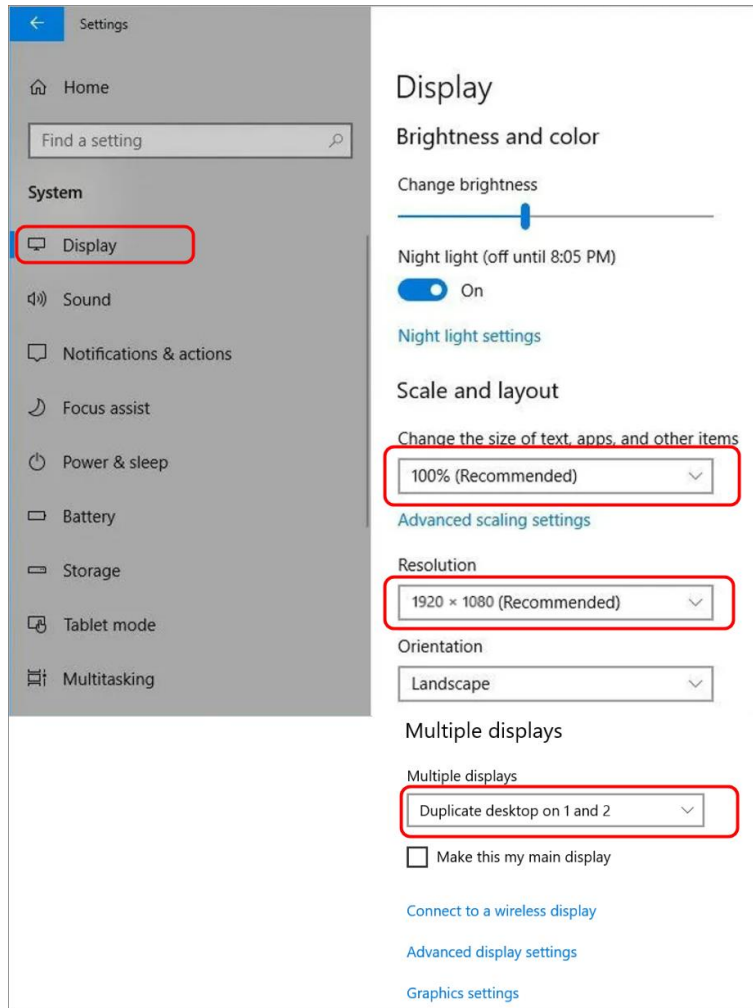 Settings
Home
Find a setting
System
Display
Sound
Notifications & actions
Focus assist
Power & sleep
Battery
Storage
Tablet mode
Multitasking
Display
Brightness and color
Change brightness
Night light (off until 8:05 PM)
On
Night light settings
Scale and layout
Change the size of text, apps, and other items
100% (Recommended)
Advanced scaling settings
Resolution
1920 × 1080 (Recommended)
Orientation
Landscape
Multiple displays
Multiple displays
Duplicate desktop on 1 and 2
Make this my main display
Connect to a wireless display
Advanced display settings
Graphics settings